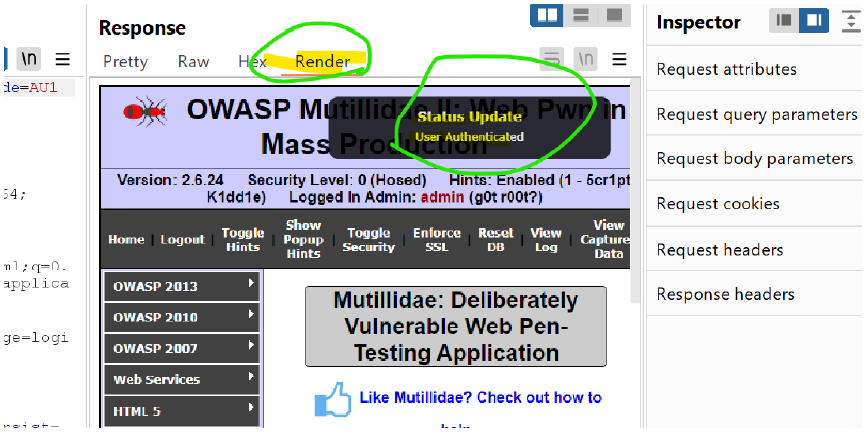 \n
de=AU1
54;
ml;q=0.
applica
ge=logi
Response
Pretty Raw Hex Render \n
OWASP Mutillidae II: Web Pwn in
Mass Production
Status Update
User Authenticated
Version: 2.6.24 Security Level: 0 (Hosed) Hints: Enabled (1 - 5cr1pt
K1dd1e) Logged In Admin: admin (g0t r00t?)
Home | Logout | Toggle Hints | Show Popup Hints | Toggle Security | Enforce SSL | Reset DB | View Log | View Capture Data
OWASP 2013
OWASP 2010
OWASP 2007
Web Services
HTML 5
Mutillidae: Deliberately
Vulnerable Web Pen-
Testing Application
Like Mutillidae? Check out how to
Inspector
Request attributes
Request query parameters
Request body parameters
Request cookies
Request headers
Response headers